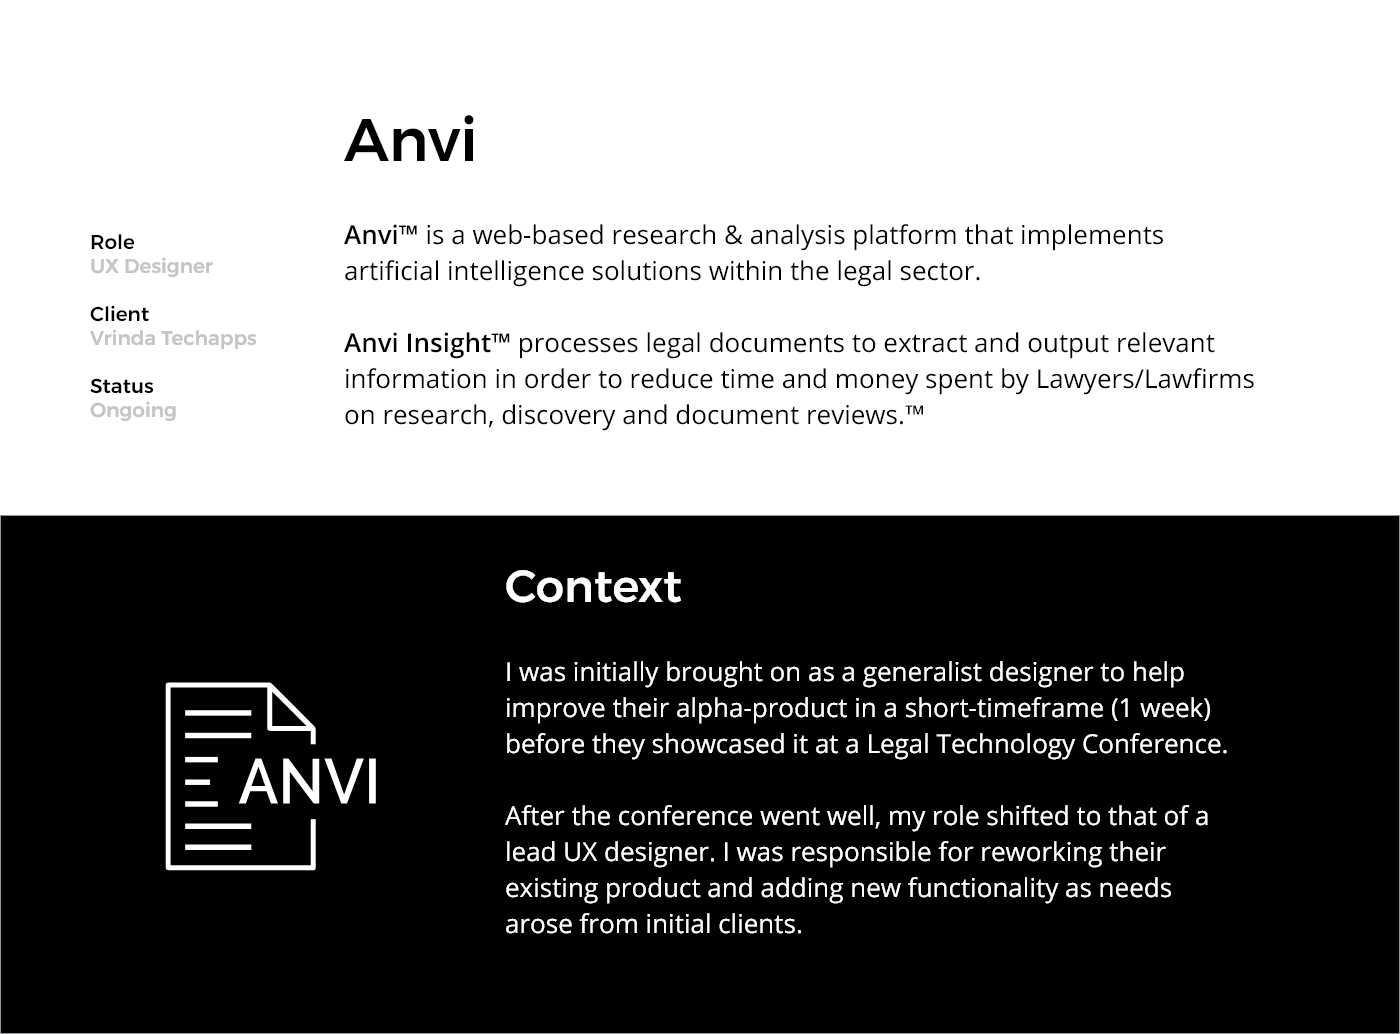 Anvi
Role
UX Designer
Client
Vrinda Techapps
Status
Ongoing
Anvi™ is a web-based research & analysis platform that implements
artificial intelligence solutions within the legal sector.
Anvi Insight™ processes legal documents to extract and output relevant
information in order to reduce time and money spent by Lawyers/Lawfirms
on research, discovery and document reviews.™
Context
ANVI
I was initially brought on as a generalist designer to help
improve their alpha-product in a short-timeframe (1 week)
before they showcased it at a Legal Technology Conference.
After the conference went well, my role shifted to that of a
lead UX designer. I was responsible for reworking their
existing product and adding new functionality as needs
arose from initial clients.